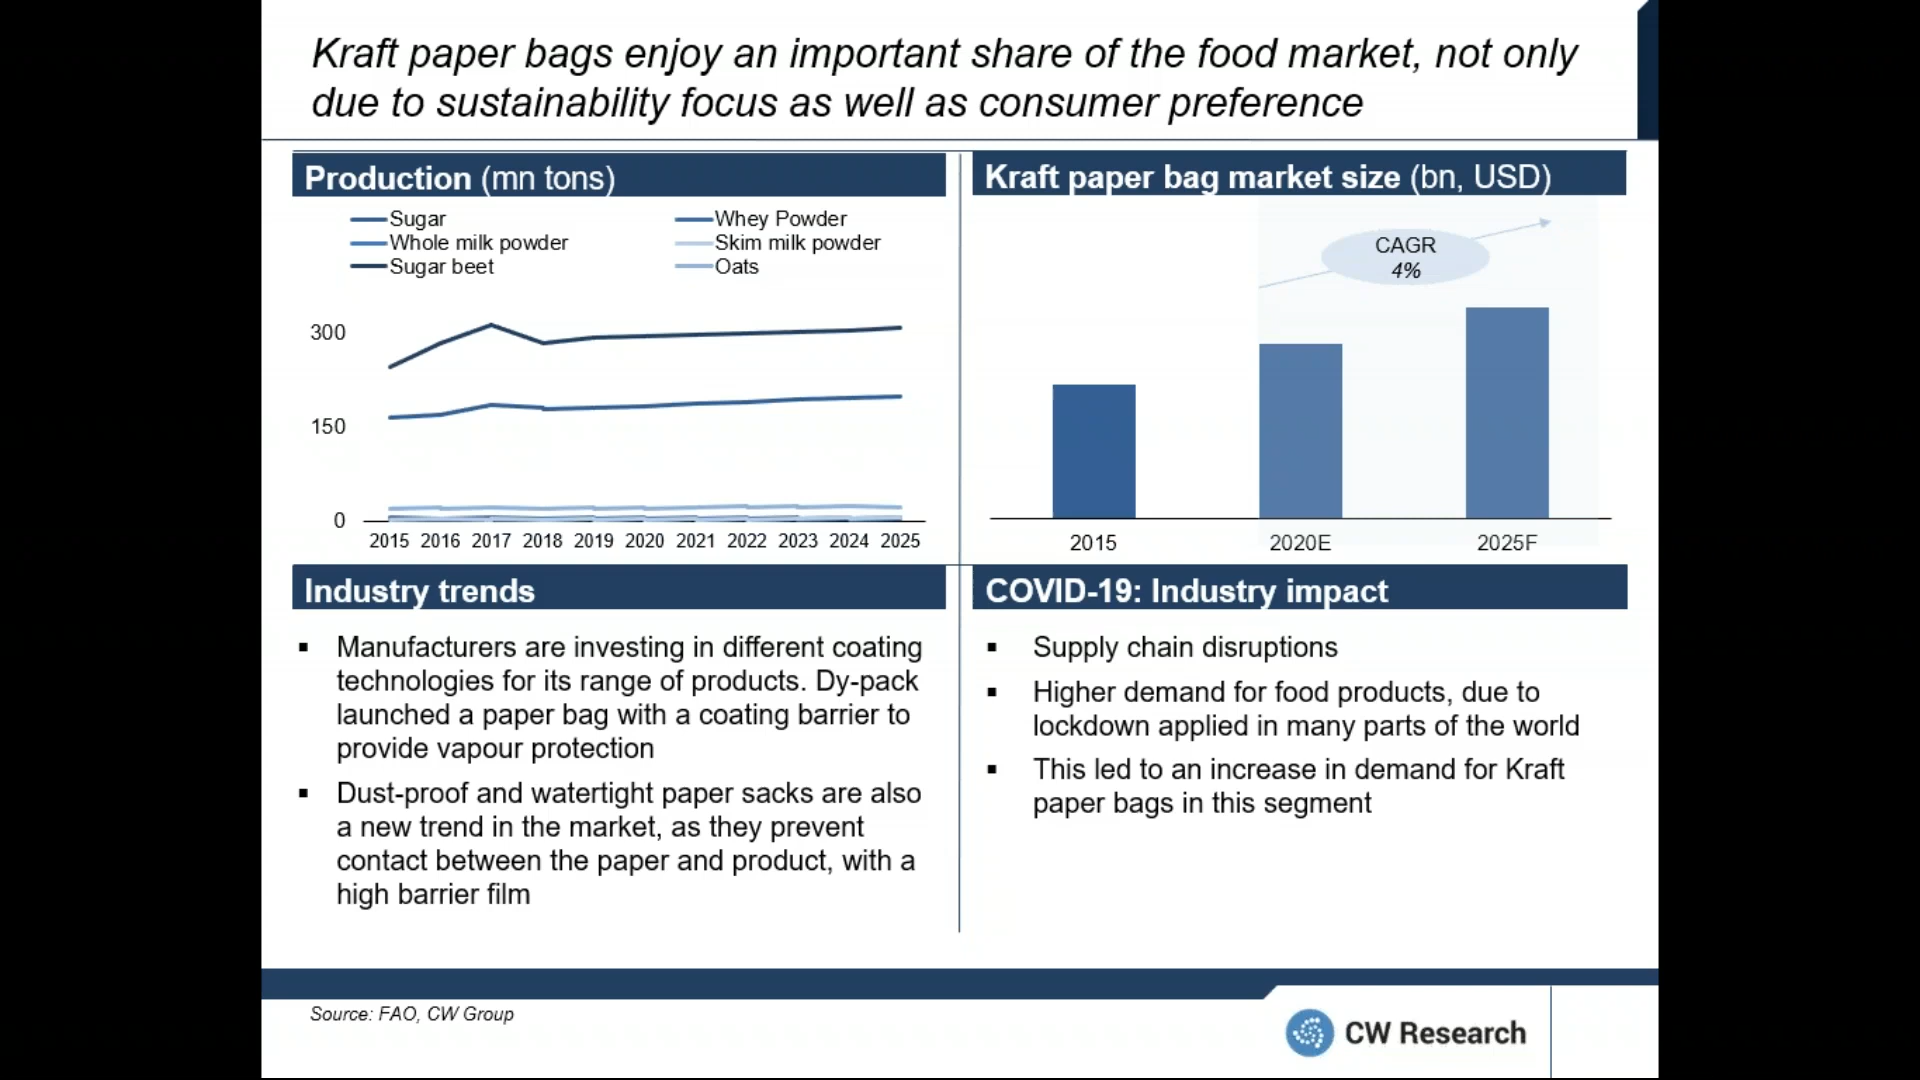 Kraft paper bags enjoy an important share of the food market, not only
due to sustainability focus as well as consumer preference
Production (mn tons)
Sugar
Whey Powder
Whole milk powder
Skim milk powder
Sugar beet
Oats
300
150
0
2015 2016 2017 2018 2019 2020 2021 2022 2023 2024 2025
Kraft paper bag market size (bn, USD)
CAGR
4%
2015
2020E
2025F
Industry trends
▪ Manufacturers are investing in different coating
technologies for its range of products. Dy-pack
launched a paper bag with a coating barrier to
provide vapour protection
▪ Dust-proof and watertight paper sacks are also
a new trend in the market, as they prevent
contact between the paper and product, with a
high barrier film
COVID-19: Industry impact
▪ Supply chain disruptions
▪ Higher demand for food products, due to
lockdown applied in many parts of the world
▪ This led to an increase in demand for Kraft
paper bags in this segment
Source: FAO, CW Group
CW Research